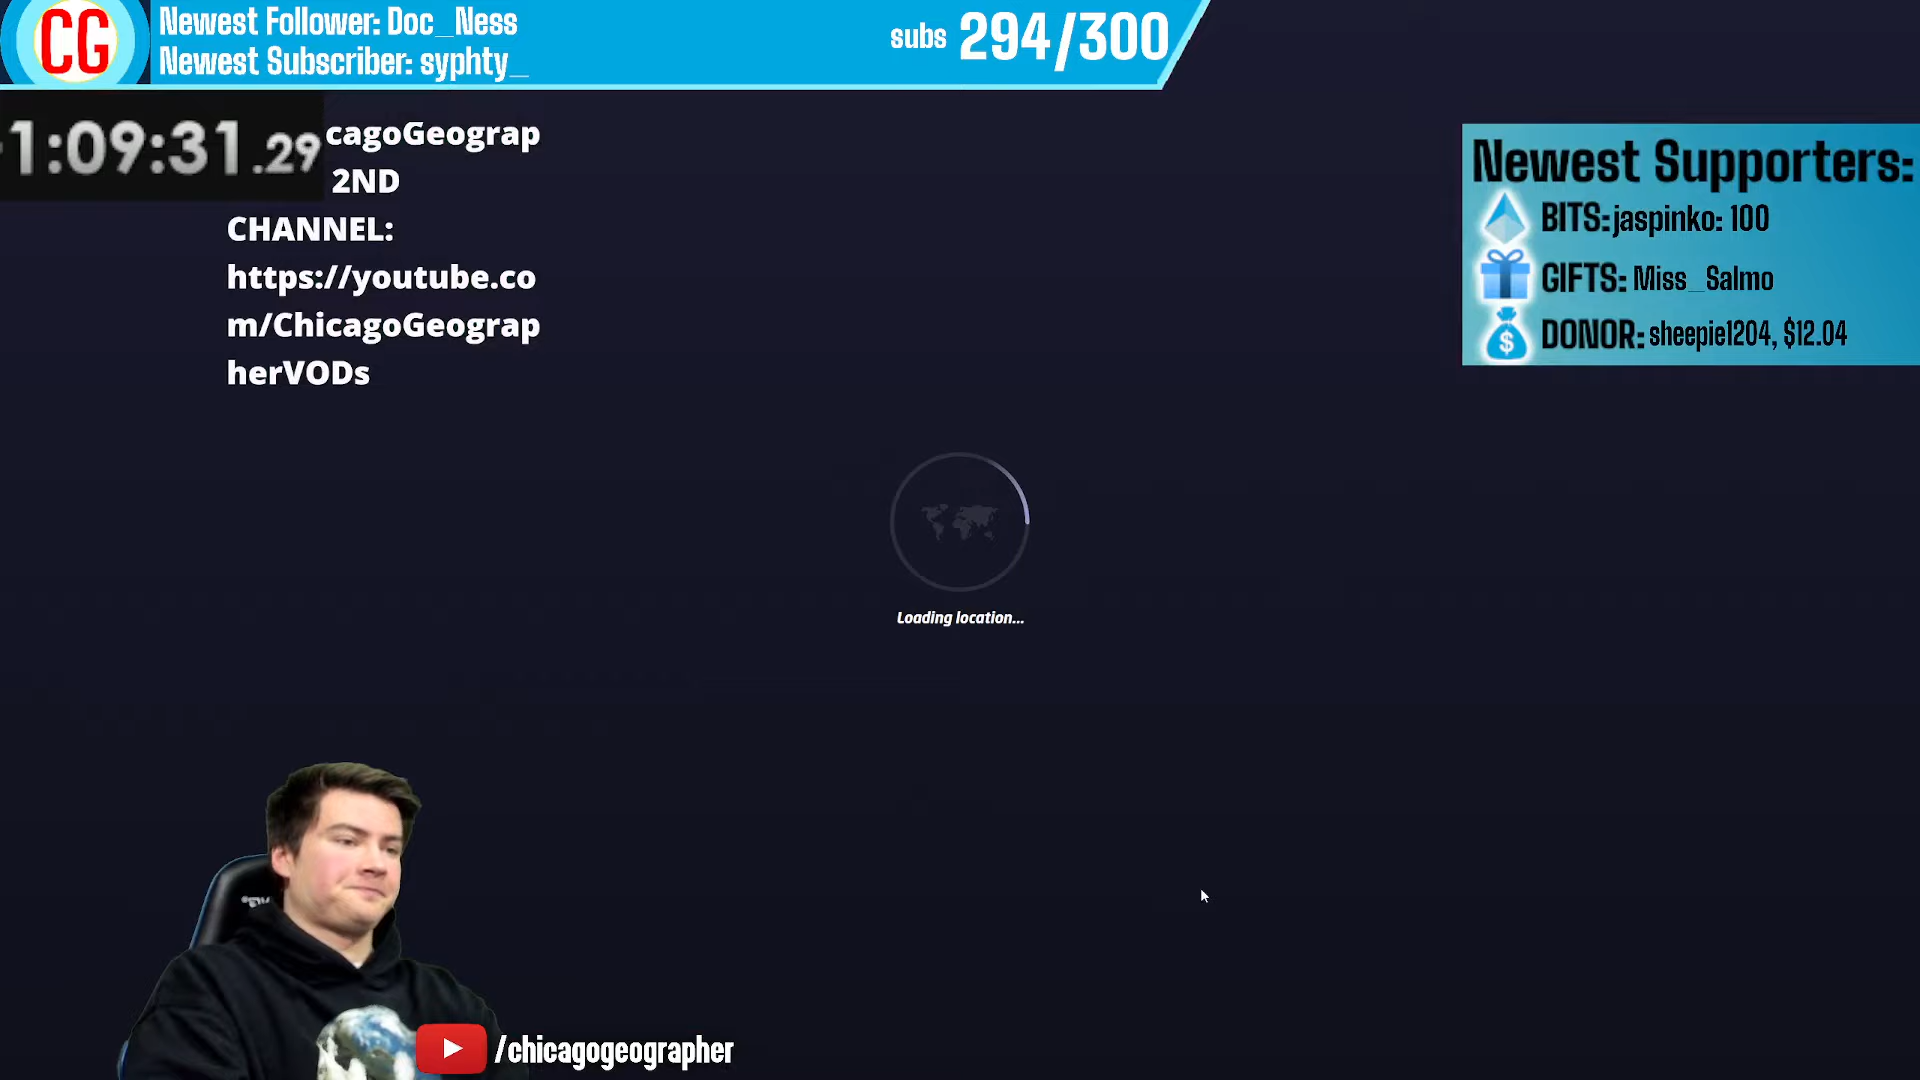 CG
Newest Follower: Doc_Ness
Newest Subscriber: syphty_
subs 294/300
1:09:31.29
cagoGeograp
2ND
CHANNEL:
https://youtube.co
m/ChicagoGeograp
herVODs
Newest Supporters:
BITS: jaspinko: 100
GIFTS: Miss_Salmo
$ DONOR: sheepie1204, $12.04
Loading location...
/chicagogeographer